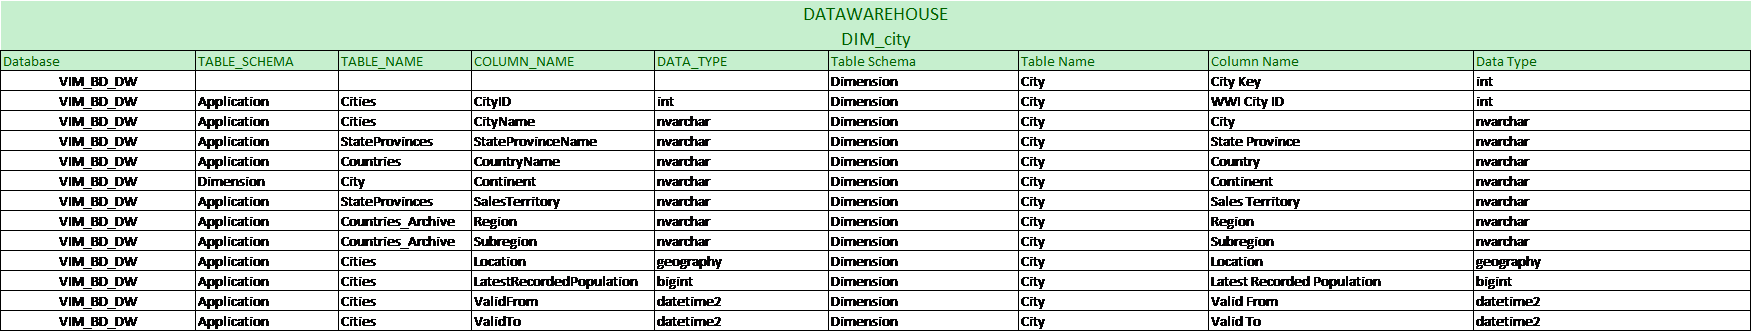 DATAWAREHOUSE
DIM_city
Database TABLE_SCHEMA TABLE_NAME COLUMN_NAME DATA_TYPE Table Schema Table Name Column Name Data Type
VIM_BD_DW Dimension City City Key int
VIM_BD_DW Application Cities CityID int Dimension City WWI City ID int
VIM_BD_DW Application Cities CityName nvarchar Dimension City City nvarchar
VIM_BD_DW Application StateProvinces StateProvinceName nvarchar Dimension City State Province nvarchar
VIM_BD_DW Application Countries CountryName nvarchar Dimension City Country nvarchar
VIM_BD_DW Dimension City Continent nvarchar Dimension City Continent nvarchar
VIM_BD_DW Application StateProvinces SalesTerritory nvarchar Dimension City Sales Territory nvarchar
VIM_BD_DW Application Countries_Archive Region nvarchar Dimension City Region nvarchar
VIM_BD_DW Application Countries_Archive Subregion nvarchar Dimension City Subregion nvarchar
VIM_BD_DW Application Cities Location geography Dimension City Location geography
VIM_BD_DW Application Cities LatestRecordedPopulation bigint Dimension City Latest Recorded Population bigint
VIM_BD_DW Application Cities ValidFrom datetime2 Dimension City Valid From datetime2
VIM_BD_DW Application Cities ValidTo datetime2 Dimension City Valid To datetime2